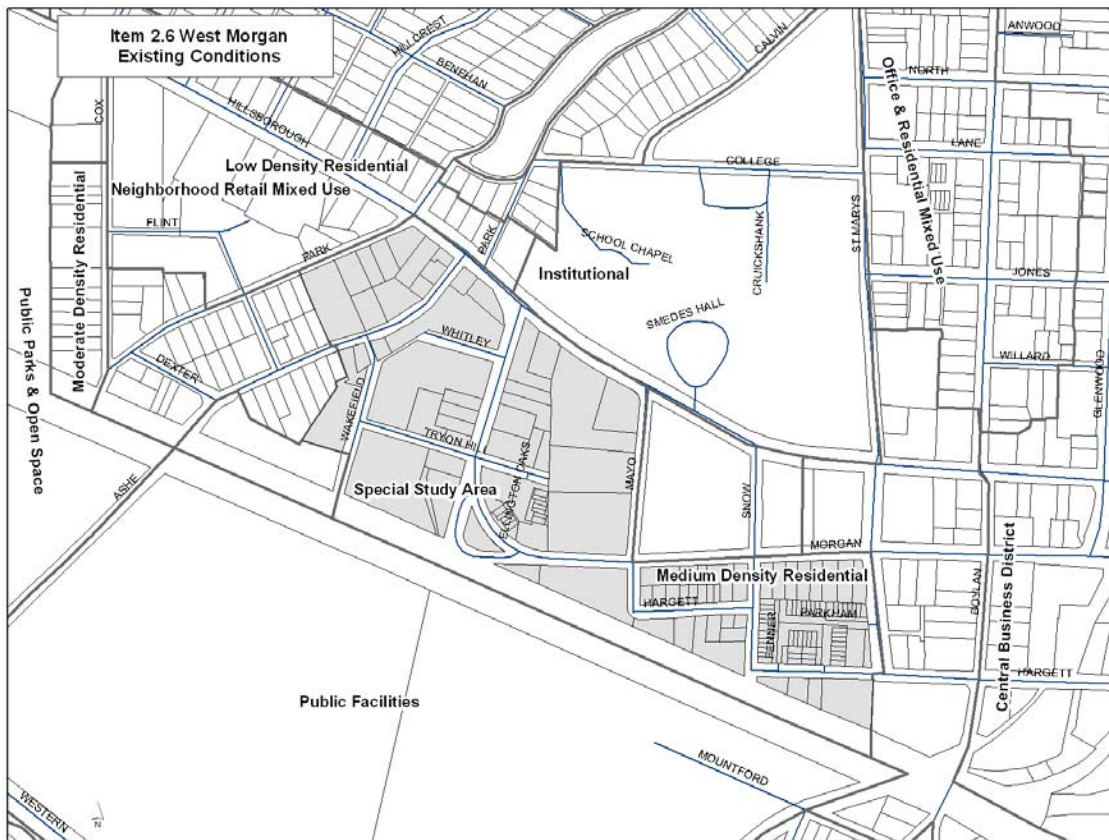 Item 2.6 West Morgan
Existing Conditions
HILLCREST
BENEHAN
CALVIN
ANWOOD
NORTH
COX
HILLSBOROUGH
Office & Residential Mixed Use
LANE
COLLEGE
Low Density Residential
Neighborhood Retail Mixed Use
Moderate Density Residential
FLINT
PARK
PARK
SCHOOL CHAPEL
CRUICKSHANK
ST MARYS
Institutional
JONES
SMEDES HALL
Public Parks & Open Space
WHITLEY
WILLARD
GLENWOOD
DEXTER
WAKEFIELD
TRYON HILL
ELLINGTON OAKS
MAYO
SNOW
ASHE
Special Study Area
MORGAN
BOYLAN
Medium Density Residential
HARGETT
PARKHAM
FENNER
Central Business District
HARGETT
Public Facilities
MOUNTFORD
WESTERN
N